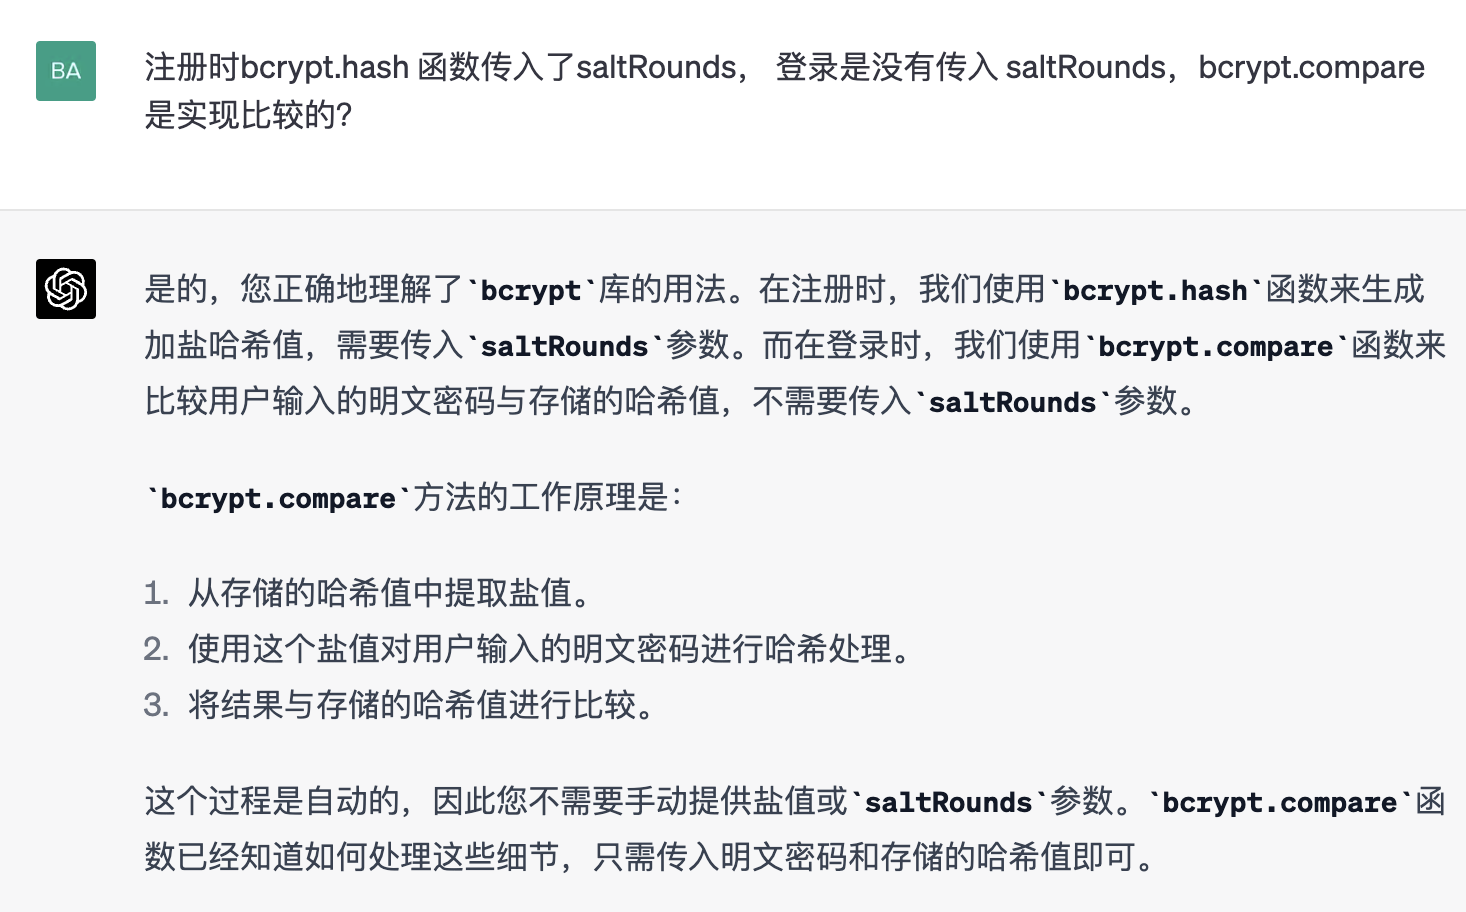 BA
注册时bcrypt.hash 函数传入了saltRounds， 登录是没有传入 saltRounds，bcrypt.compare
是实现比较的?
是的，您正确地理解了`bcrypt`库的用法。在注册时，我们使用`bcrypt.hash`函数来生成
加盐哈希值，需要传入`saltRounds`参数。而在登录时，我们使用`bcrypt.compare`函数来
比较用户输入的明文密码与存储的哈希值，不需要传入`saltRounds`参数。
`bcrypt.compare`方法的工作原理是：
1. 从存储的哈希值中提取盐值。
2. 使用这个盐值对用户输入的明文密码进行哈希处理。
3. 将结果与存储的哈希值进行比较。
这个过程是自动的，因此您不需要手动提供盐值或`saltRounds`参数。`bcrypt.compare`函
数已经知道如何处理这些细节，只需传入明文密码和存储的哈希值即可。